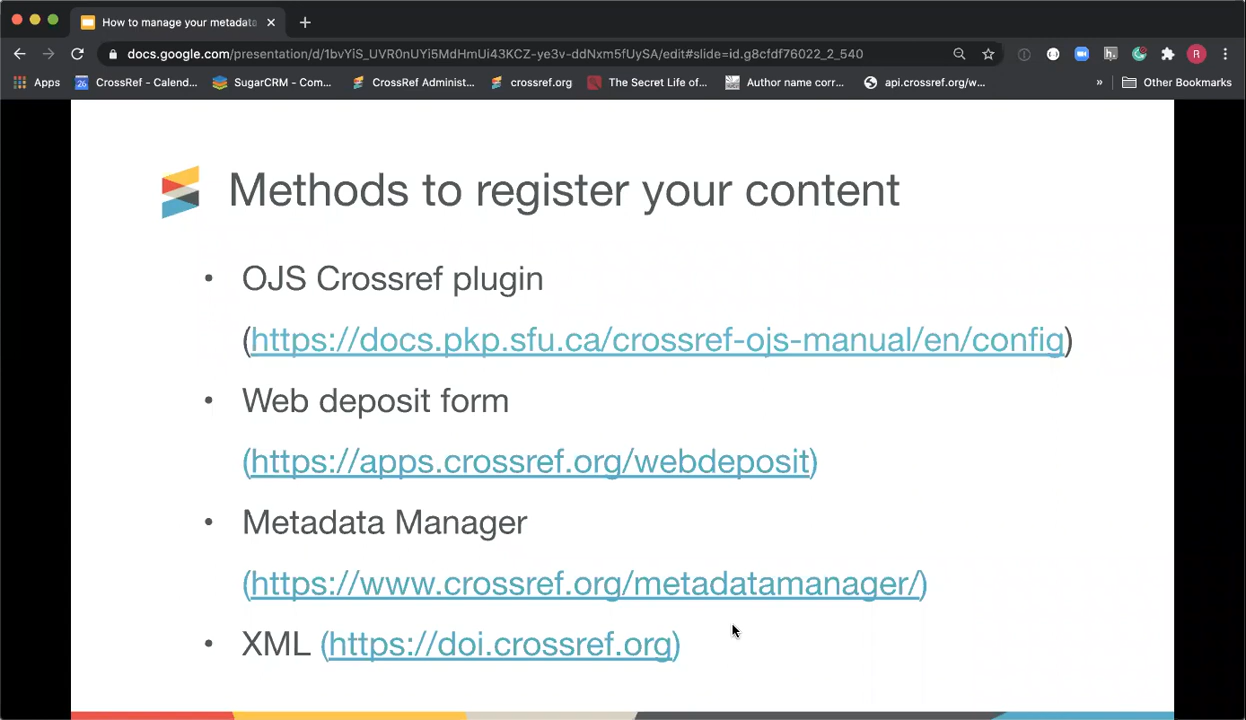 How to manage your metadata
docs.google.com/presentation/d/1bvYiS_UVR0nUYi5MdHmUi43KCZ-ye3v-ddNxm5fUySA/edit#slide=id.g8cfdf76022_2_540
R
Apps
26
CrossRef - Calend...
SugarCRM - Com...
CrossRef Administ...
crossref.org
The Secret Life of...
Author name corr...
api.crossref.org/w...
»
Other Bookmarks
Methods to register your content
• OJS Crossref plugin
(https://docs.pkp.sfu.ca/crossref-ojs-manual/en/config)
• Web deposit form
(https://apps.crossref.org/webdeposit)
• Metadata Manager
(https://www.crossref.org/metadatamanager/)
• XML (https://doi.crossref.org)